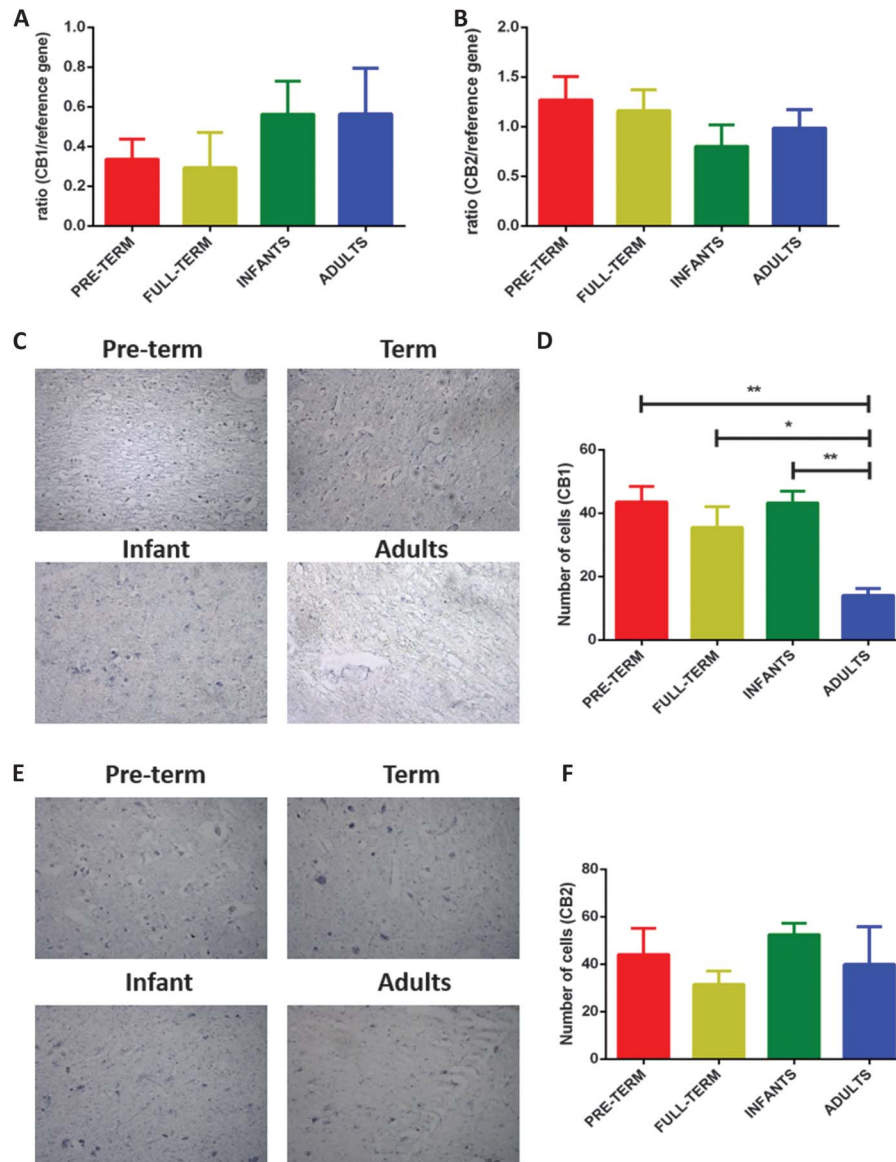 A
ratio (CB1/reference gene)
1.0
0.8
0.6
0.4
0.2
0.0
PRE-TERM
FULL-TERM
INFANTS
ADULTS
B
ratio (CB2/reference gene)
2.0
1.5
1.0
0.5
0.0
PRE-TERM
FULL-TERM
INFANTS
ADULTS
C
Pre-term
Term
Infant
Adults
D
**
*
**
Number of cells (CB1)
60
40
20
0
PRE-TERM
FULL-TERM
INFANTS
ADULTS
E
Pre-term
Term
Infant
Adults
F
Number of cells (CB2)
80
60
40
20
0
PRE-TERM
FULL-TERM
INFANTS
ADULTS